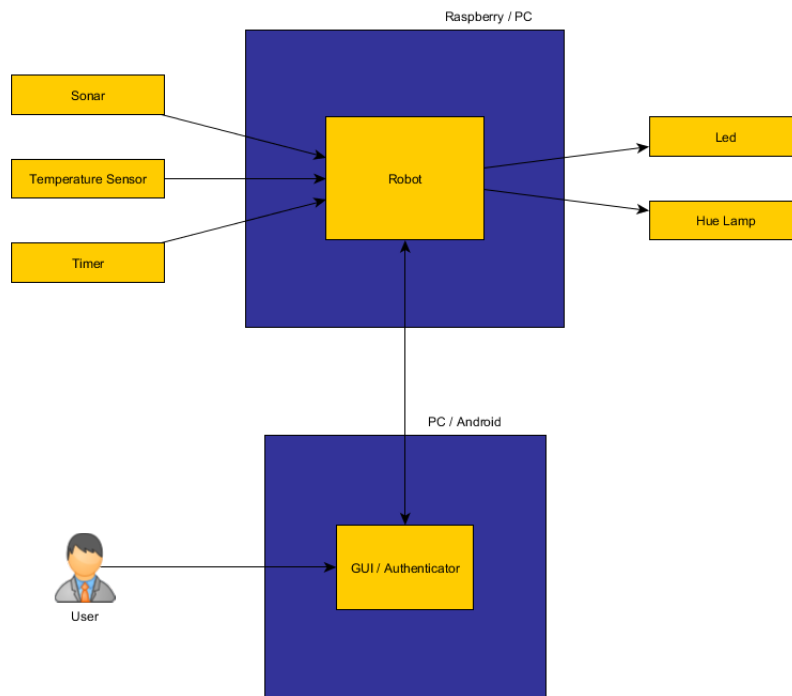 Raspberry / PC
Sonar
Temperature Sensor
Timer
Robot
Led
Hue Lamp
PC / Android
GUI / Authenticator
User